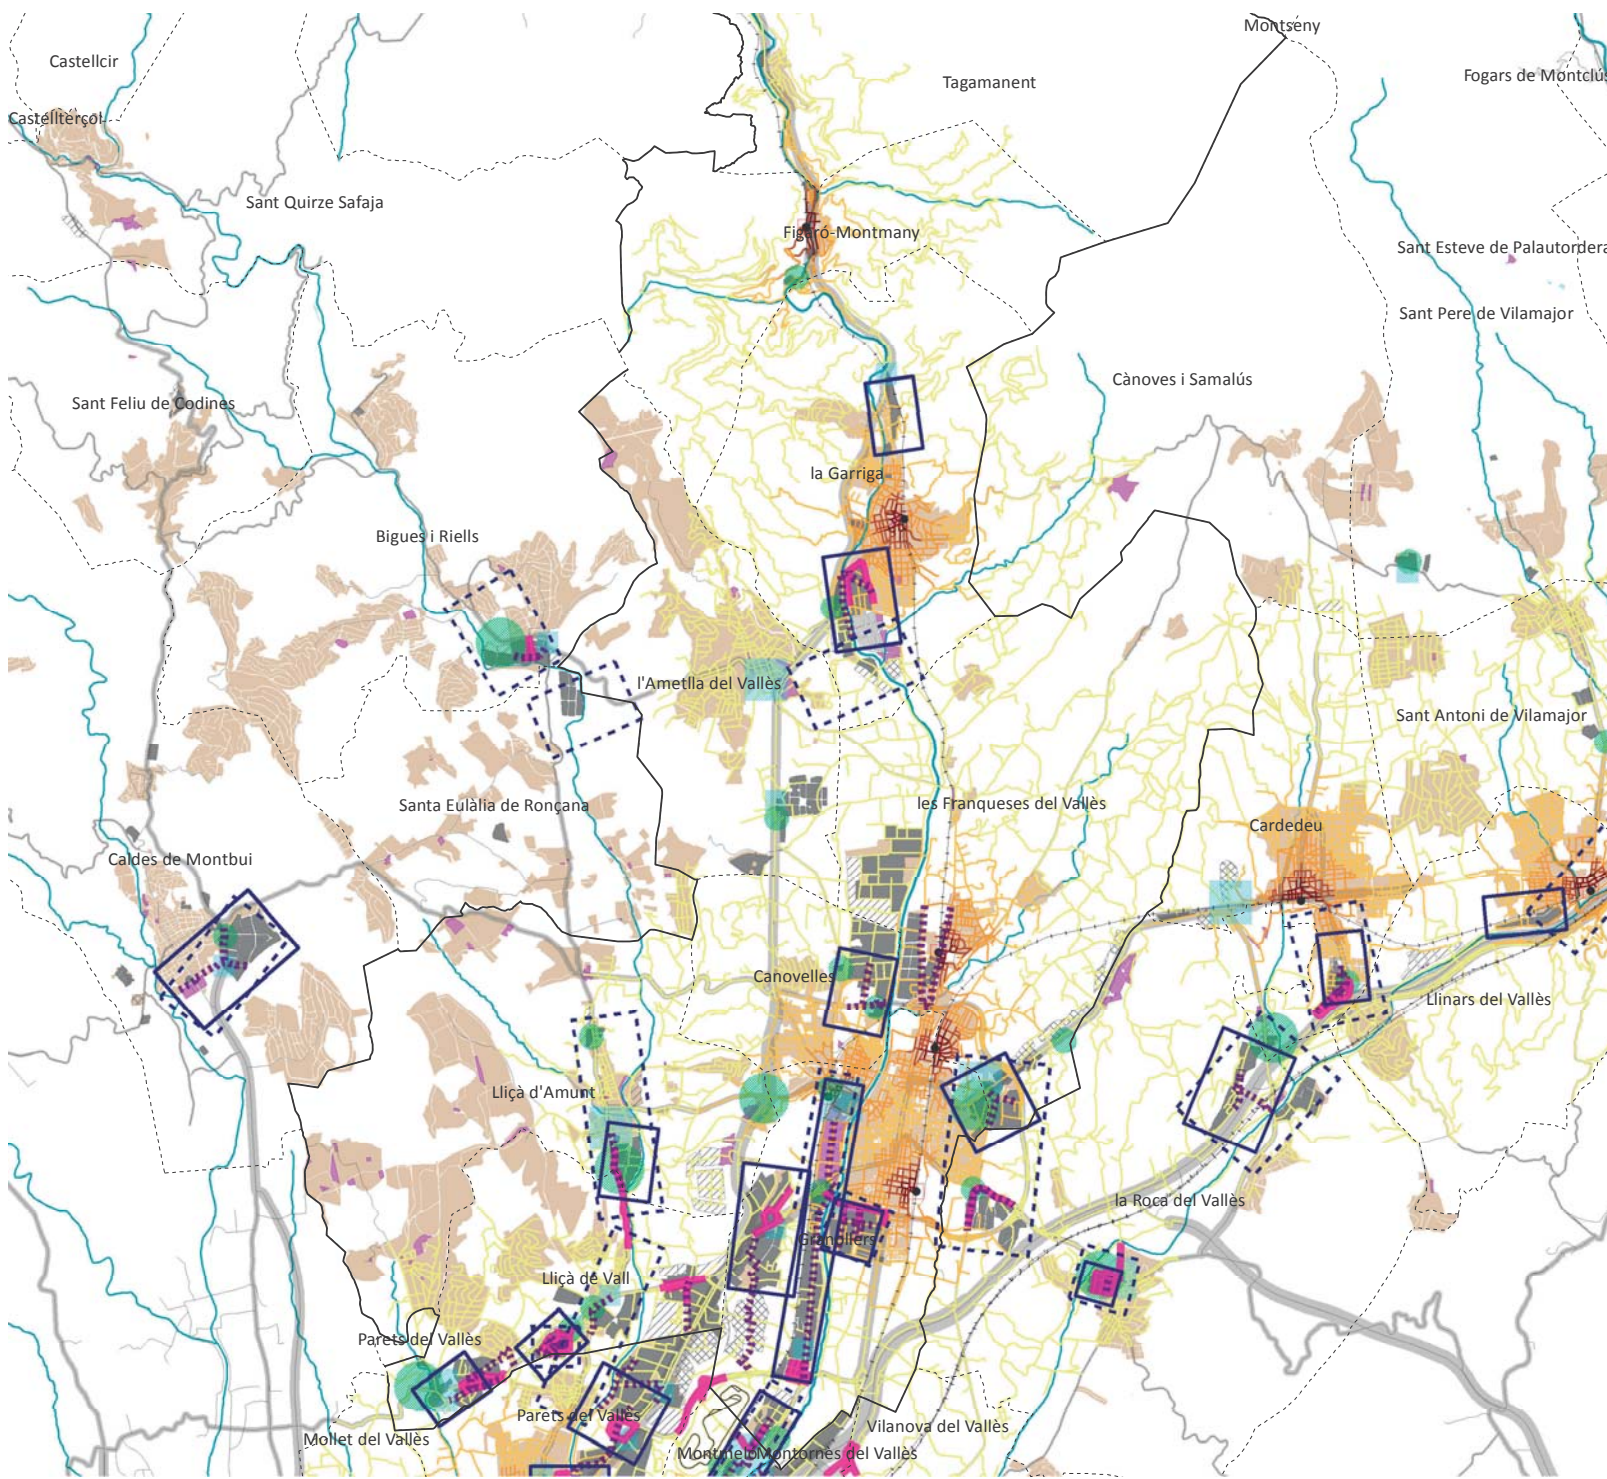 Montseny
Castellcir
Tagamanent
Fogars de Montclús
Castellterçol
Sant Quirze Safaja
Figaró-Montmany
Sant Esteve de Palautordera
Sant Pere de Vilamajor
Cànoves i Samalús
Sant Feliu de Codines
la Garriga
Bigues i Riells
l'Ametlla del Vallès
Sant Antoni de Vilamajor
Santa Eulàlia de Ronçana
les Franqueses del Vallès
Cardedeu
Caldes de Montbui
Canovelles
Llinars del Vallès
Lliçà d'Amunt
la Roca del Vallès
Granollers
Lliçà de Vall
Parets del Vallès
Parets del Vallès
Vilanova del Vallès
Mollet del Vallès
Montmeló
Montornès del Vallès